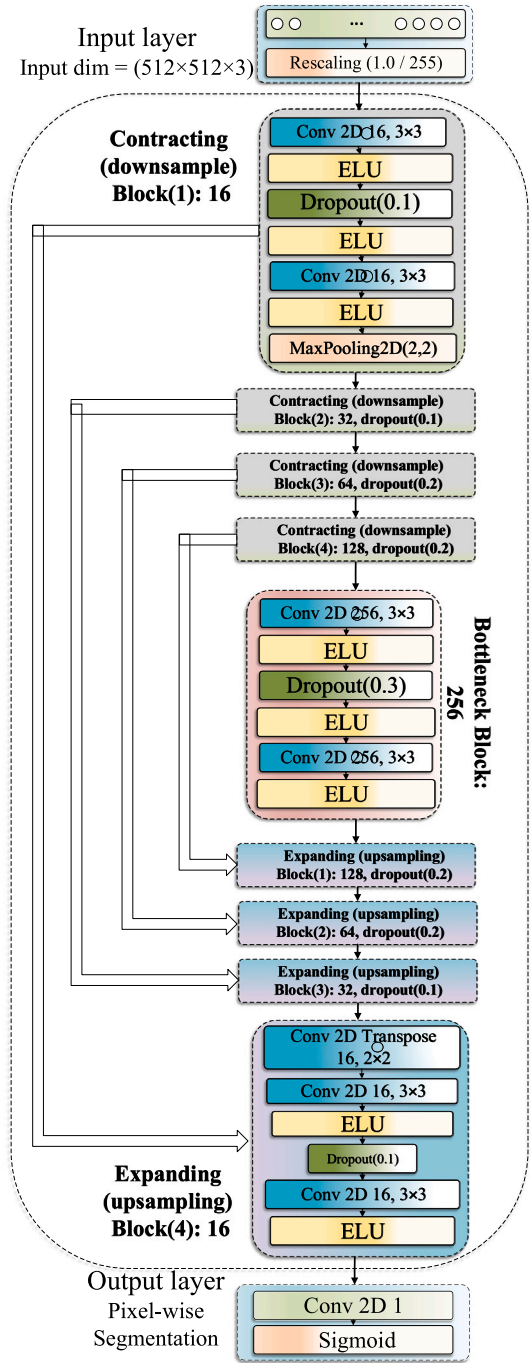 Input layer
Input dim = (512×512×3)
...
Rescaling (1.0 / 255)
Contracting
(downsample)
Block(1): 16
Conv 2D 16, 3×3
ELU
Dropout(0.1)
ELU
Conv 2D 16, 3×3
ELU
MaxPooling2D(2,2)
Contracting (downsample)
Block(2): 32, dropout(0.1)
Contracting (downsample)
Block(3): 64, dropout(0.2)
Contracting (downsample)
Block(4): 128, dropout(0.2)
Conv 2D 256, 3×3
ELU
Dropout(0.3)
ELU
Conv 2D 256, 3×3
ELU
Bottleneck Block:
256
Expanding (upsampling)
Block(1): 128, dropout(0.2)
Expanding (upsampling)
Block(2): 64, dropout(0.2)
Expanding (upsampling)
Block(3): 32, dropout(0.1)
Conv 2D Transpose
16, 2×2
Conv 2D 16, 3×3
ELU
Dropout(0.1)
Conv 2D 16, 3×3
ELU
Expanding
(upsampling)
Block(4): 16
Output layer
Pixel-wise
Segmentation
Conv 2D 1
Sigmoid